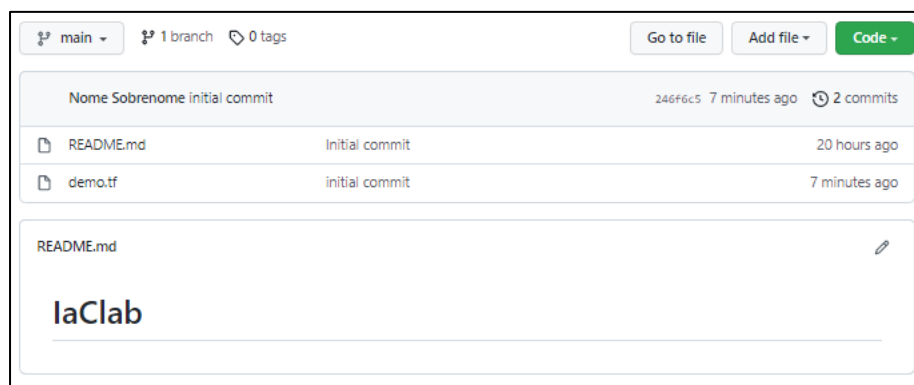 main 1 branch 0 tags Go to file Add file Code
Nome Sobrenome initial commit 246f6c5 7 minutes ago 2 commits
README.md Initial commit 20 hours ago
demo.tf initial commit 7 minutes ago
README.md
IaClab